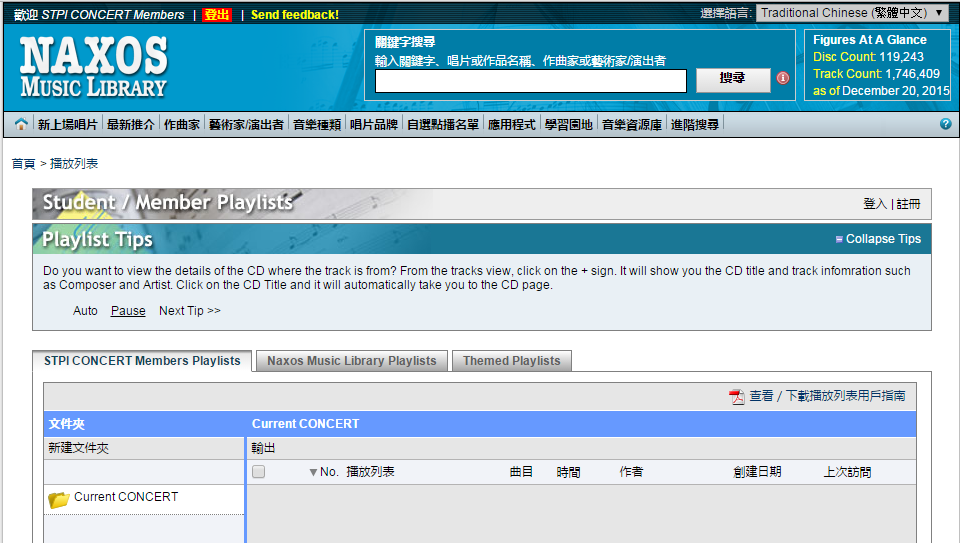 歡迎 STPI CONCERT Members | 登出 | Send feedback!
選擇語言: Traditional Chinese (繁體中文)
NAXOS
MUSIC LIBRARY
關鍵字搜尋
輸入關鍵字、唱片或作品名稱、作曲家或藝術家/演出者
搜尋
Figures At A Glance
Disc Count: 119,243
Track Count: 1,746,409
as of December 20, 2015
新上場唱片 | 最新推介 | 作曲家 | 藝術家/演出者 | 音樂種類 | 唱片品牌 | 自選點播名單 | 應用程式 | 學習園地 | 音樂資源庫 | 進階搜尋
首頁 > 播放列表
Student / Member Playlists
登入 | 註冊
Playlist Tips
Collapse Tips
Do you want to view the details of the CD where the track is from? From the tracks view, click on the + sign. It will show you the CD title and track infomration such
as Composer and Artist. Click on the CD Title and it will automatically take you to the CD page.
Auto Pause Next Tip >>
STPI CONCERT Members Playlists
Naxos Music Library Playlists
Themed Playlists
查看 / 下載播放列表用戶指南
文件夾
Current CONCERT
新建文件夾
輸出
No. 播放列表 曲目 時間 作者 創建日期 上次訪問
Current CONCERT